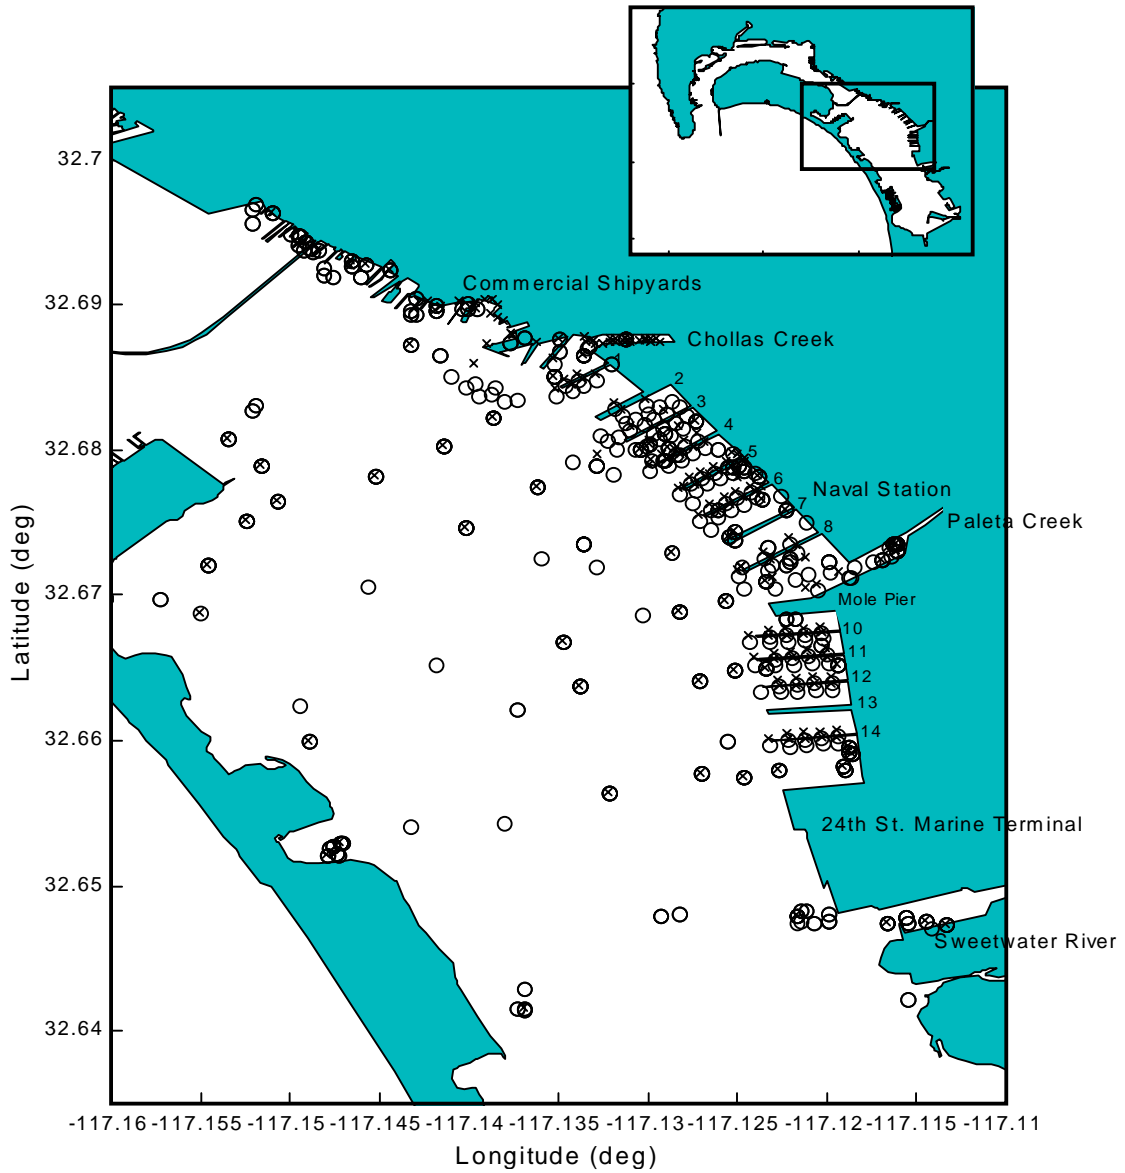 32.7
Commercial Shipyards
32.69
Chollas Creek
1
2
3
4
32.68
5
6
Naval Station
7
Paleta Creek
8
32.67
Mole Pier
10
11
12
13
14
32.66
24th St. Marine Terminal
32.65
Sweetwater River
32.64
-117.16 -117.155 -117.15 -117.145 -117.14 -117.135 -117.13 -117.125 -117.12 -117.115 -117.11
Longitude (deg)
Latitude (deg)